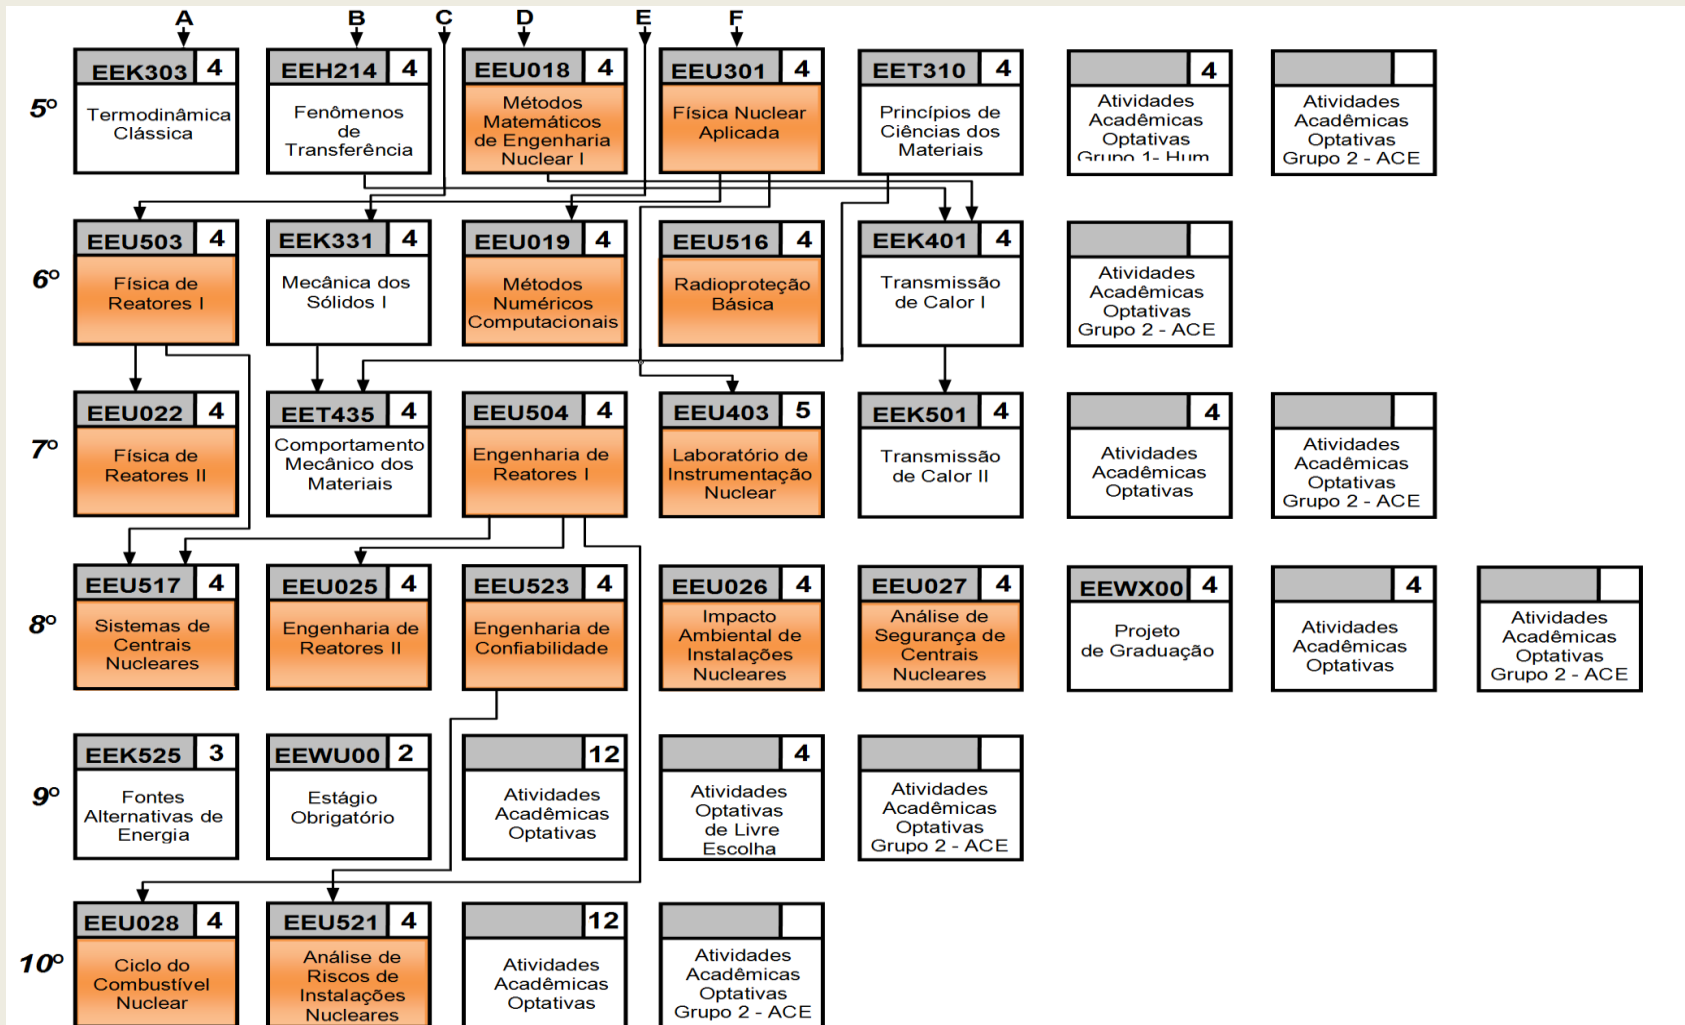 A B C D E F
5º
EEK303 4
Termodinâmica
Clássica
EEH214 4
Fenômenos
de
Transferência
EEU018 4
Métodos
Matemáticos
de Engenharia
Nuclear I
EEU301 4
Física Nuclear
Aplicada
EET310 4
Princípios de
Ciências dos
Materiais
4
Atividades
Acadêmicas
Optativas
Grupo 1- Hum
Atividades
Acadêmicas
Optativas
Grupo 2 - ACE
6º
EEU503 4
Física de
Reatores I
EEK331 4
Mecânica dos
Sólidos I
EEU019 4
Métodos
Numéricos
Computacionais
EEU516 4
Radioproteção
Básica
EEK401 4
Transmissão
de Calor I
Atividades
Acadêmicas
Optativas
Grupo 2 - ACE
7º
EEU022 4
Física de
Reatores II
EET435 4
Comportamento
Mecânico dos
Materiais
EEU504 4
Engenharia de
Reatores I
EEU403 5
Laboratório de
Instrumentação
Nuclear
EEK501 4
Transmissão
de Calor II
4
Atividades
Acadêmicas
Optativas
Atividades
Acadêmicas
Optativas
Grupo 2 - ACE
8º
EEU517 4
Sistemas de
Centrais
Nucleares
EEU025 4
Engenharia de
Reatores II
EEU523 4
Engenharia de
Confiabilidade
EEU026 4
Impacto
Ambiental de
Instalações
Nucleares
EEU027 4
Análise de
Segurança de
Centrais
Nucleares
EEWX00 4
Projeto
de Graduação
4
Atividades
Acadêmicas
Optativas
Atividades
Acadêmicas
Optativas
Grupo 2 - ACE
9º
EEK525 3
Fontes
Alternativas de
Energia
EEWU00 2
Estágio
Obrigatório
12
Atividades
Acadêmicas
Optativas
4
Atividades
Optativas
de Livre
Escolha
Atividades
Acadêmicas
Optativas
Grupo 2 - ACE
10º
EEU028 4
Ciclo do
Combustível
Nuclear
EEU521 4
Análise de
Riscos de
Instalações
Nucleares
12
Atividades
Acadêmicas
Optativas
Atividades
Acadêmicas
Optativas
Grupo 2 - ACE